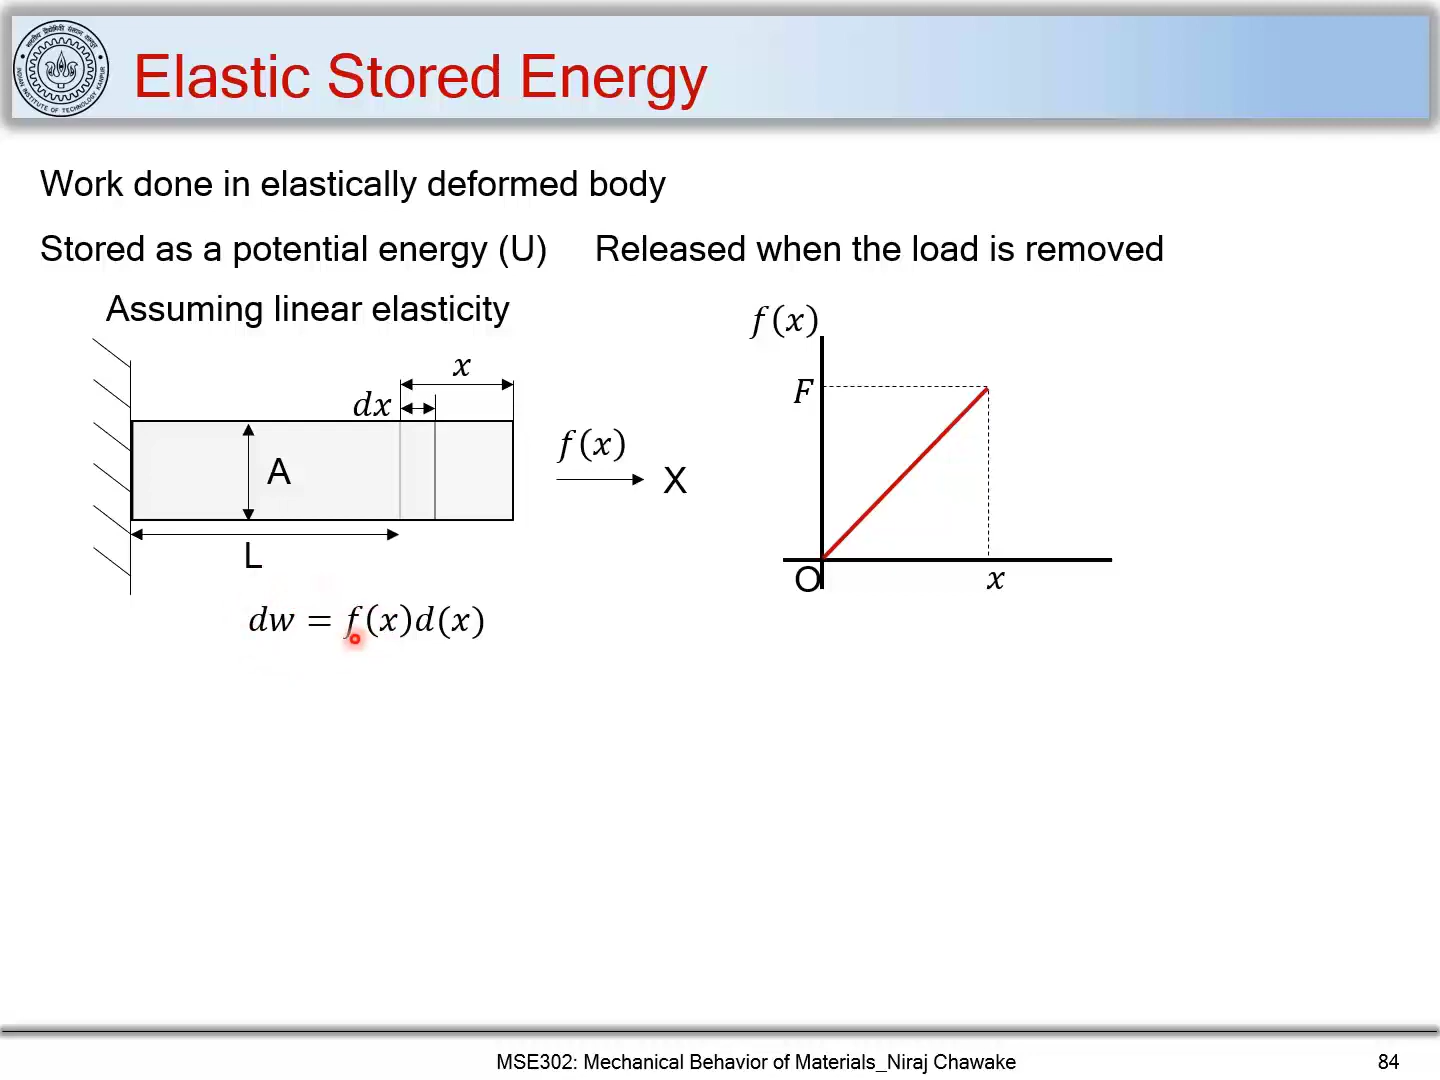 Elastic Stored Energy
Work done in elastically deformed body
Stored as a potential energy (U) Released when the load is removed
Assuming linear elasticity
x
dx
A
L
f(x)
X
dw = f(x)d(x)
f(x)
F
O
x
MSE302: Mechanical Behavior of Materials_Niraj Chawake
84